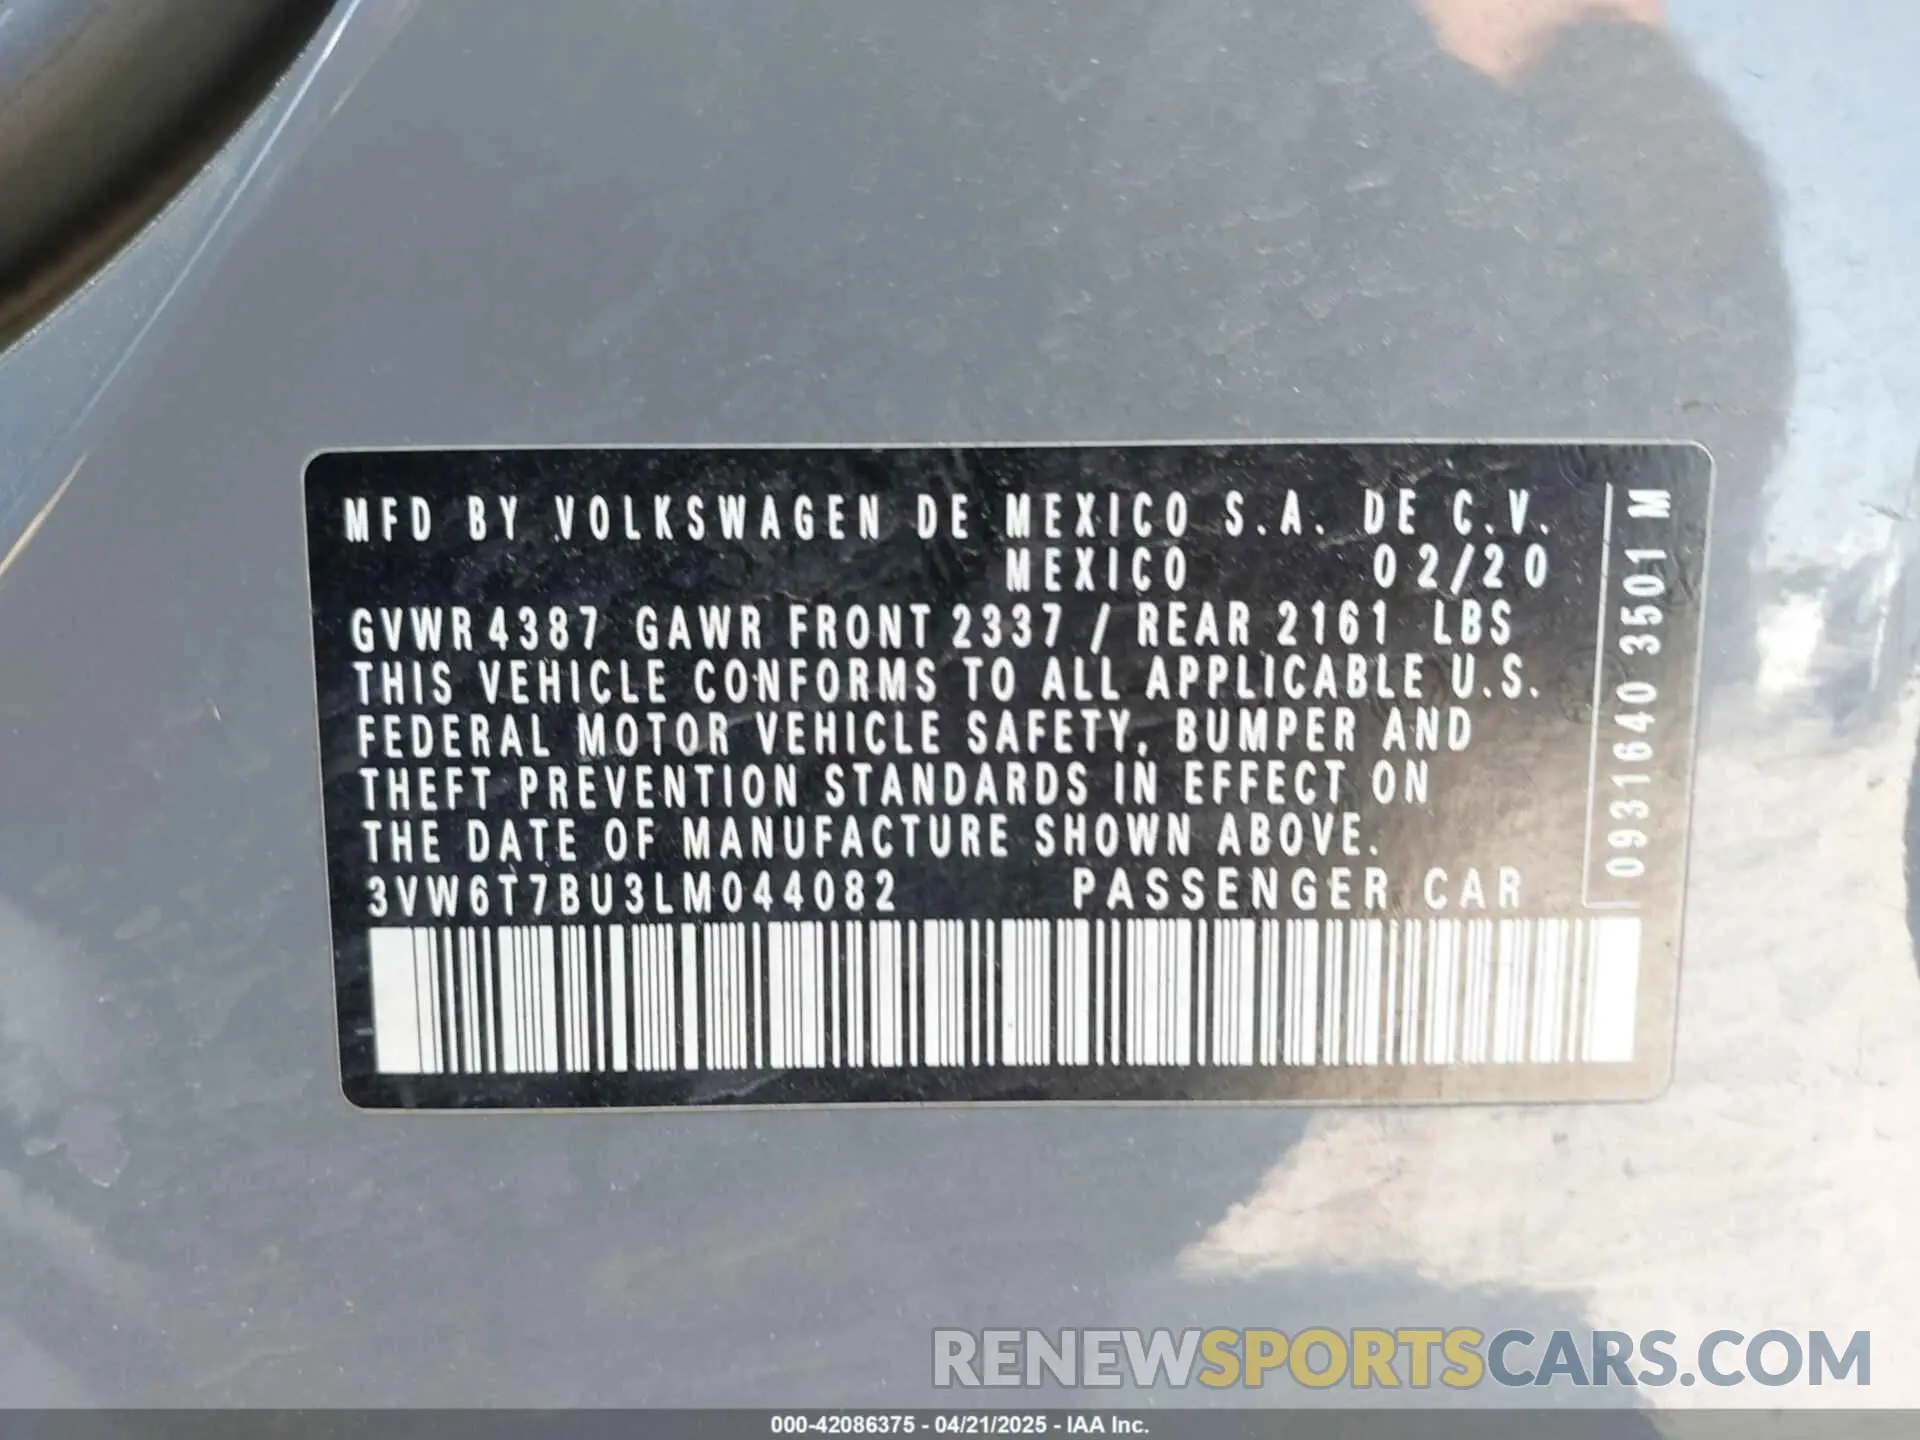 MFD BY VOLKSWAGEN DE MEXICO S.A. DE C.V.
MEXICO 02/20
GVWR 4387 GAWR FRONT 2337 / REAR 2161 LBS
THIS VEHICLE CONFORMS TO ALL APPLICABLE U.S.
FEDERAL MOTOR VEHICLE SAFETY, BUMPER AND
THEFT PREVENTION STANDARDS IN EFFECT ON
THE DATE OF MANUFACTURE SHOWN ABOVE.
3VW6T7BU3LM044082 PASSENGER CAR
0931640 3501 M
RENEWSPORTSCARS.COM
000-42086375 - 04/21/2025 - IAA Inc.